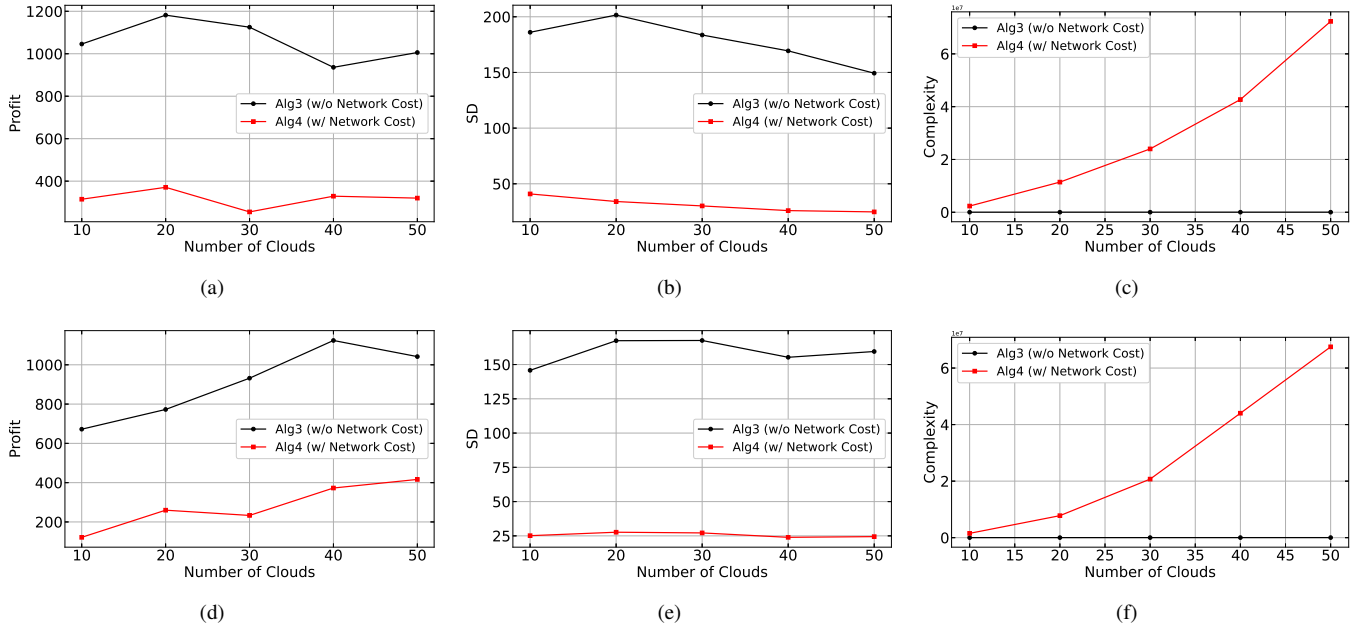 1200
1000
800
600
400
Profit
Alg3 (w/o Network Cost)
Alg4 (w/ Network Cost)
10 20 30 40 50
Number of Clouds
(a)
200
150
100
50
SD
Alg3 (w/o Network Cost)
Alg4 (w/ Network Cost)
10 20 30 40 50
Number of Clouds
(b)
1e7
6
4
2
0
Complexity
Alg3 (w/o Network Cost)
Alg4 (w/ Network Cost)
10 15 20 25 30 35 40 45 50
Number of Clouds
(c)
1000
800
600
400
200
Profit
Alg3 (w/o Network Cost)
Alg4 (w/ Network Cost)
10 20 30 40 50
Number of Clouds
(d)
150
125
100
75
50
25
SD
Alg3 (w/o Network Cost)
Alg4 (w/ Network Cost)
10 20 30 40 50
Number of Clouds
(e)
1e7
6
4
2
0
Complexity
Alg3 (w/o Network Cost)
Alg4 (w/ Network Cost)
10 15 20 25 30 35 40 45 50
Number of Clouds
(f)